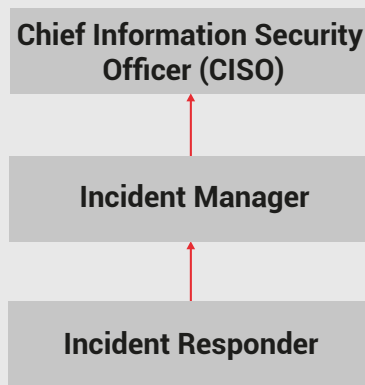 Chief Information Security
Officer (CISO)
Incident Manager
Incident Responder